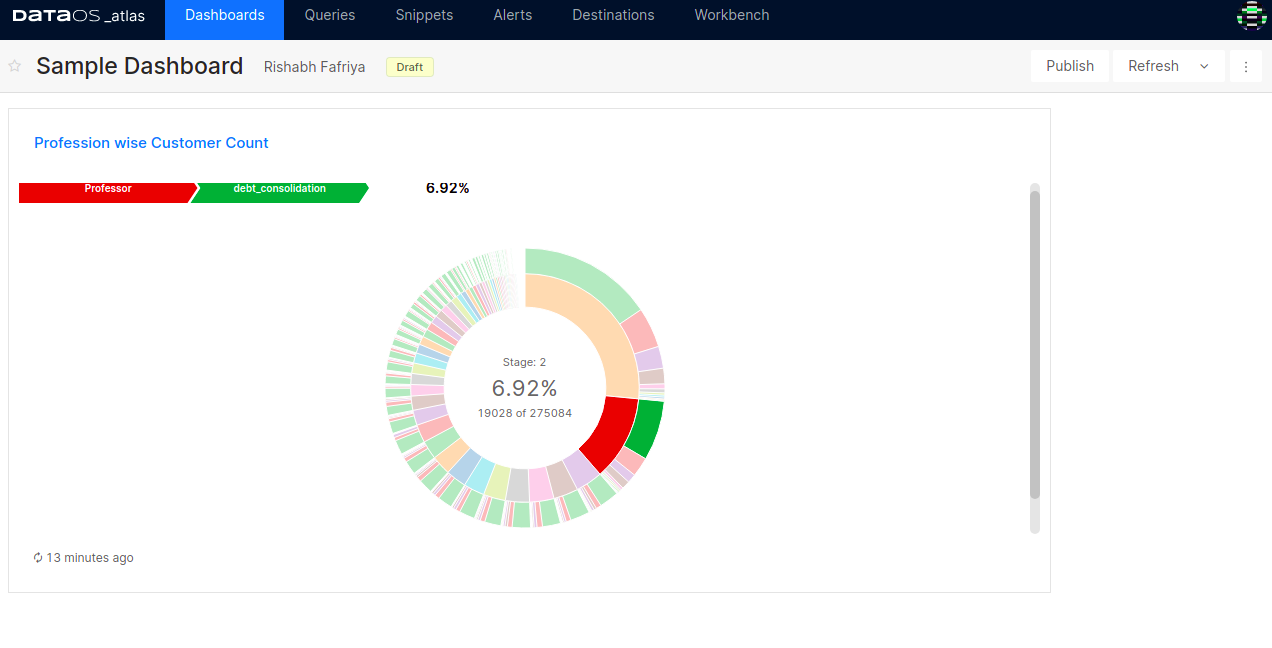 DATAOS _atlas Dashboards Queries Snippets Alerts Destinations Workbench
Sample Dashboard Rishabh Fafriya Draft Publish Refresh
Profession wise Customer Count
Professor debt_consolidation 6.92%
Stage: 2
6.92%
19028 of 275084
13 minutes ago